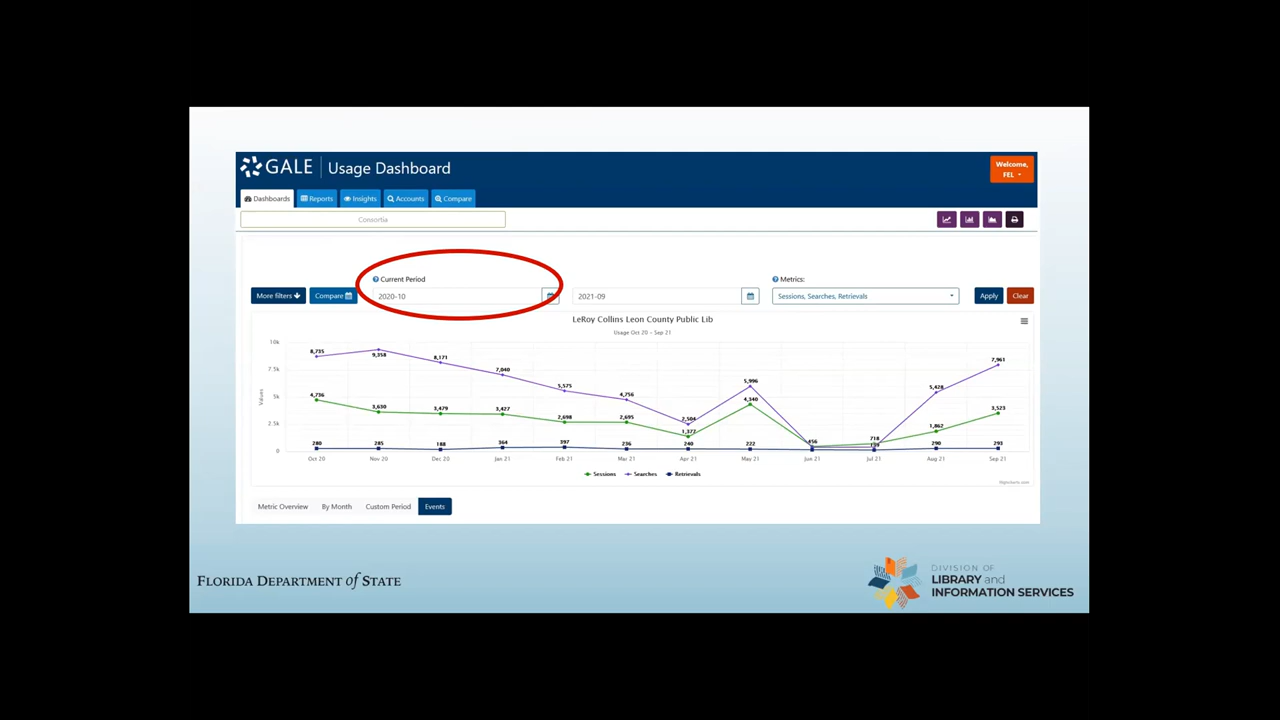 GALE | Usage Dashboard
Welcome,
FEL
Dashboards Reports Insights Accounts Compare
Consortia
Current Period
Metrics:
More filters Compare 2020-10 2021-09 Sessions, Searches, Retrievals Apply Clear
LeRoy Collins Leon County Public Lib
Usage Oct 20 – Sep 21
10k
7.5k
5k
2.5k
0
Values
8,735 9,358 8,171 7,040 5,575 4,756 2,504 5,996 5,428 7,961
4,736 3,630 3,479 3,427 2,698 2,695 1,377 4,340 456 718 1,862 3,523
280 285 188 364 397 236 240 222 290 293
Oct 20 Nov 20 Dec 20 Jan 21 Feb 21 Mar 21 Apr 21 May 21 Jun 21 Jul 21 Aug 21 Sep 21
Sessions Searches Retrievals
Highcharts.com
Metric Overview By Month Custom Period Events
FLORIDA DEPARTMENT of STATE
DIVISION OF
LIBRARY and
INFORMATION SERVICES